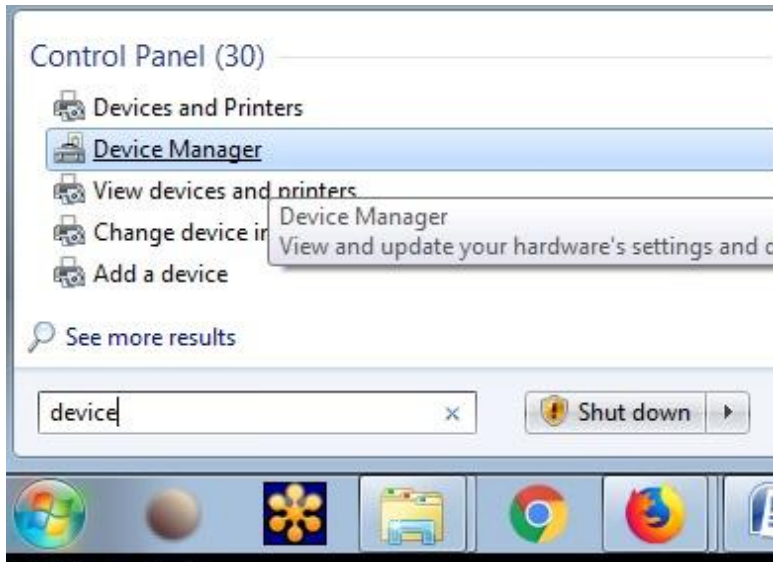 Control Panel (30)
Devices and Printers
Device Manager
View devices and printers
Change device
Device Manager
View and update your hardware's settings and
Add a device
See more results
device
Shut down